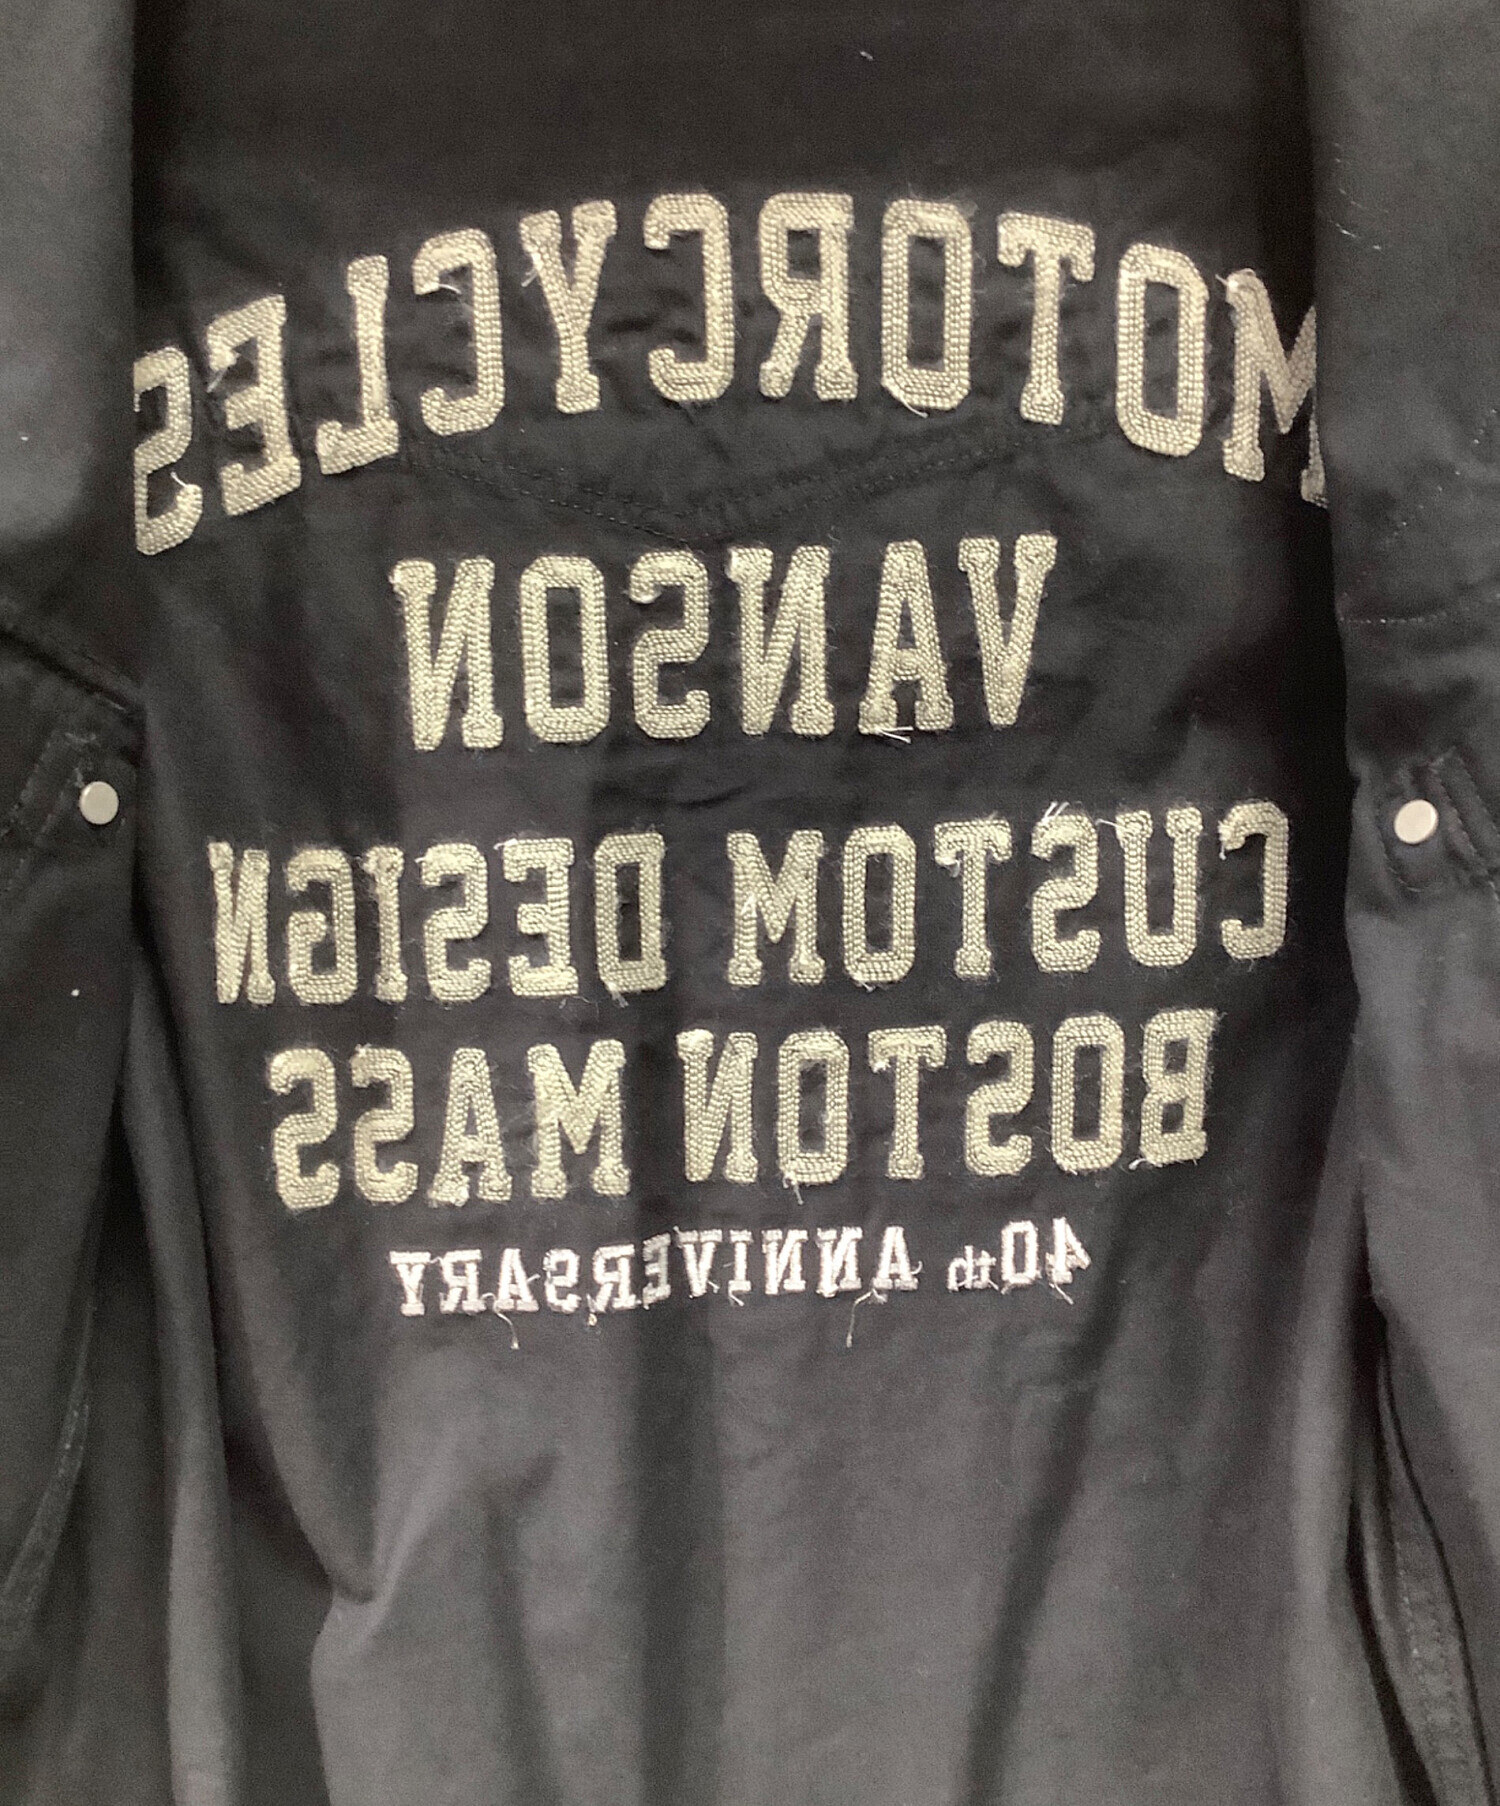 MOTORCYCLES
VANSON
CUSTOM DESIGN
BOSTON MASS
40th ANNIVERSARY